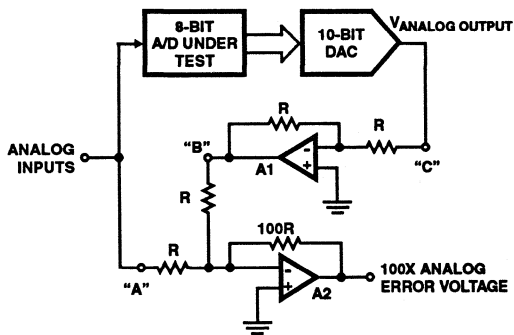 8-BIT
A/D UNDER
TEST
10-BIT
DAC
VANALOG OUTPUT
R
R
"B"
A1
-
+
"C"
ANALOG
INPUTS
R
R
100R
"A"
-
+
A2
100X ANALOG
ERROR VOLTAGE